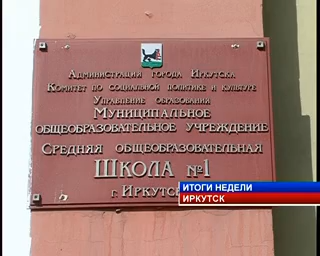 Администрация города Иркутска
Комитет по социальной политике и культуре
Управление образования
Муниципальное
общеобразовательное учреждение
Средняя общеобразовательная
Школа №1
г. Иркутск
ИТОГИ НЕДЕЛИ
ИРКУТСК